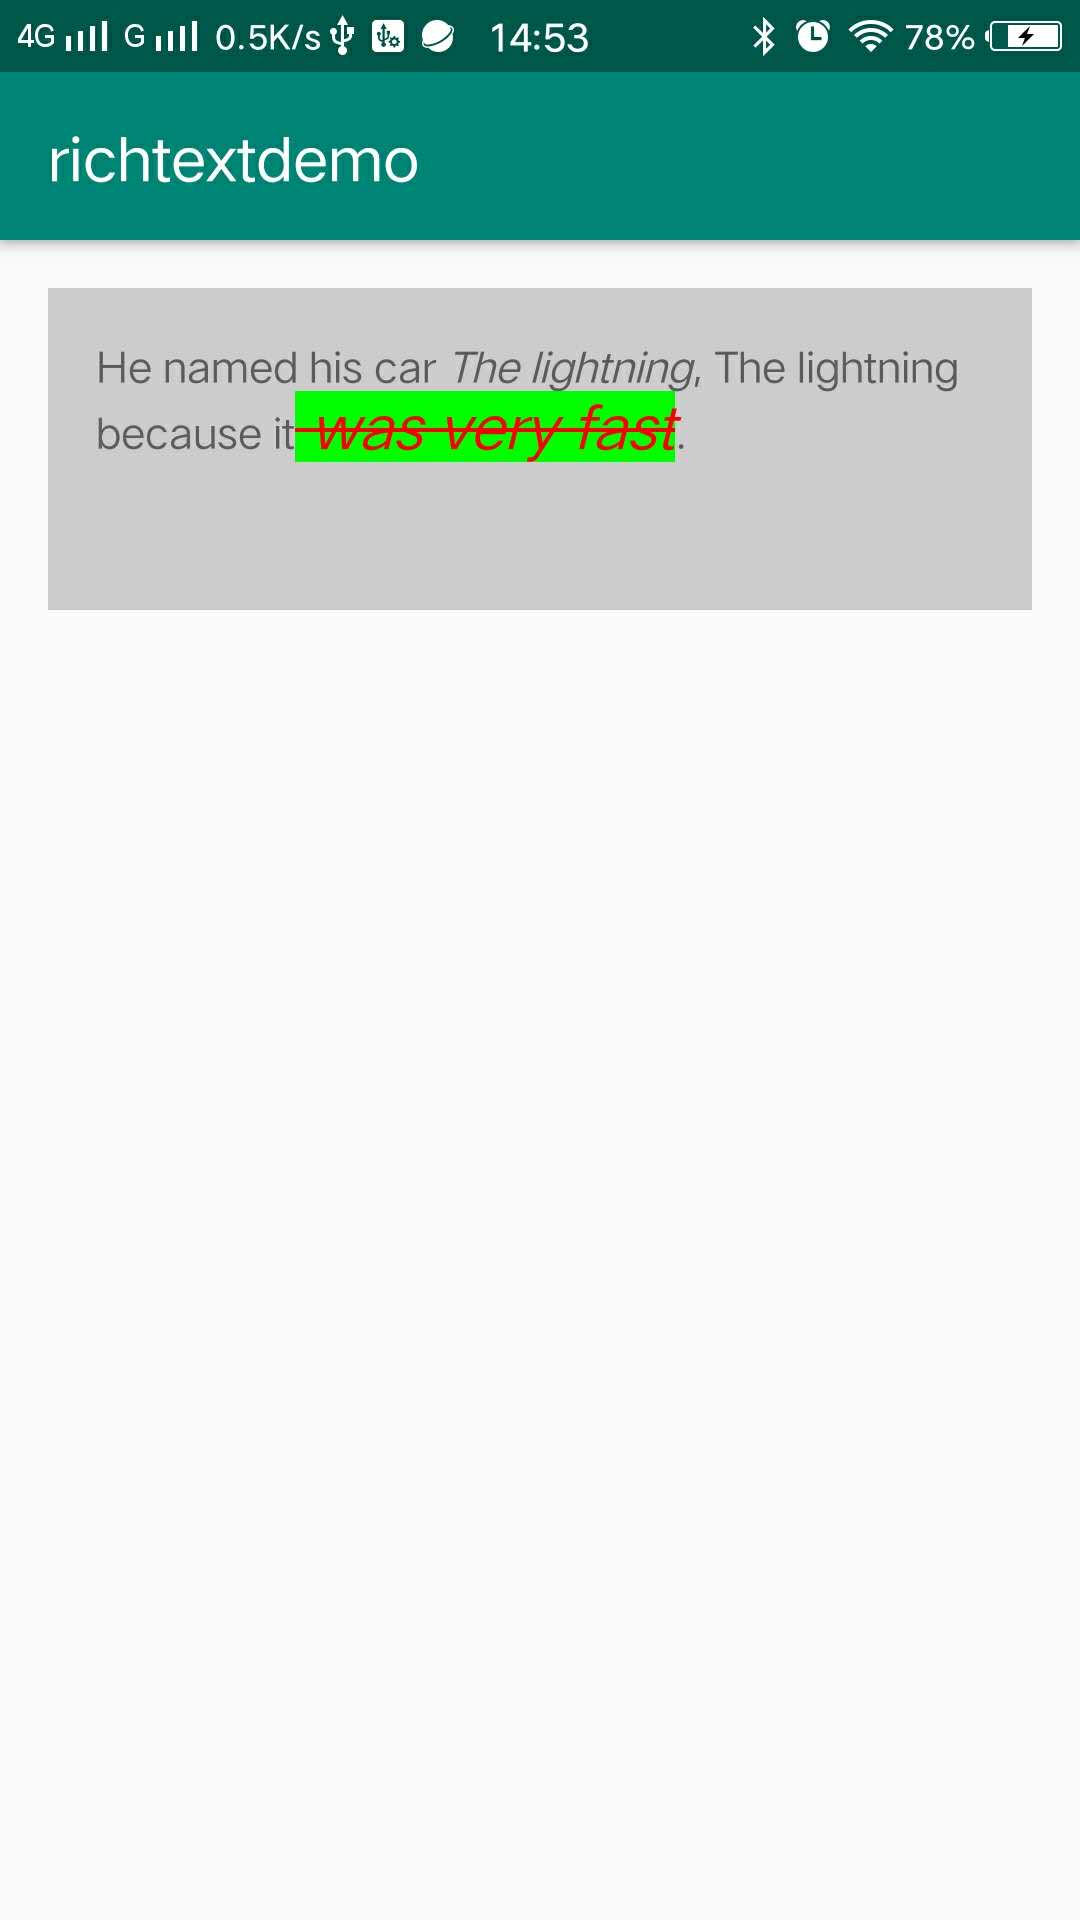 4G G 0.5K/s 14:53 78%
richtextdemo
He named his car The lightning, The lightning
because it was very fast.